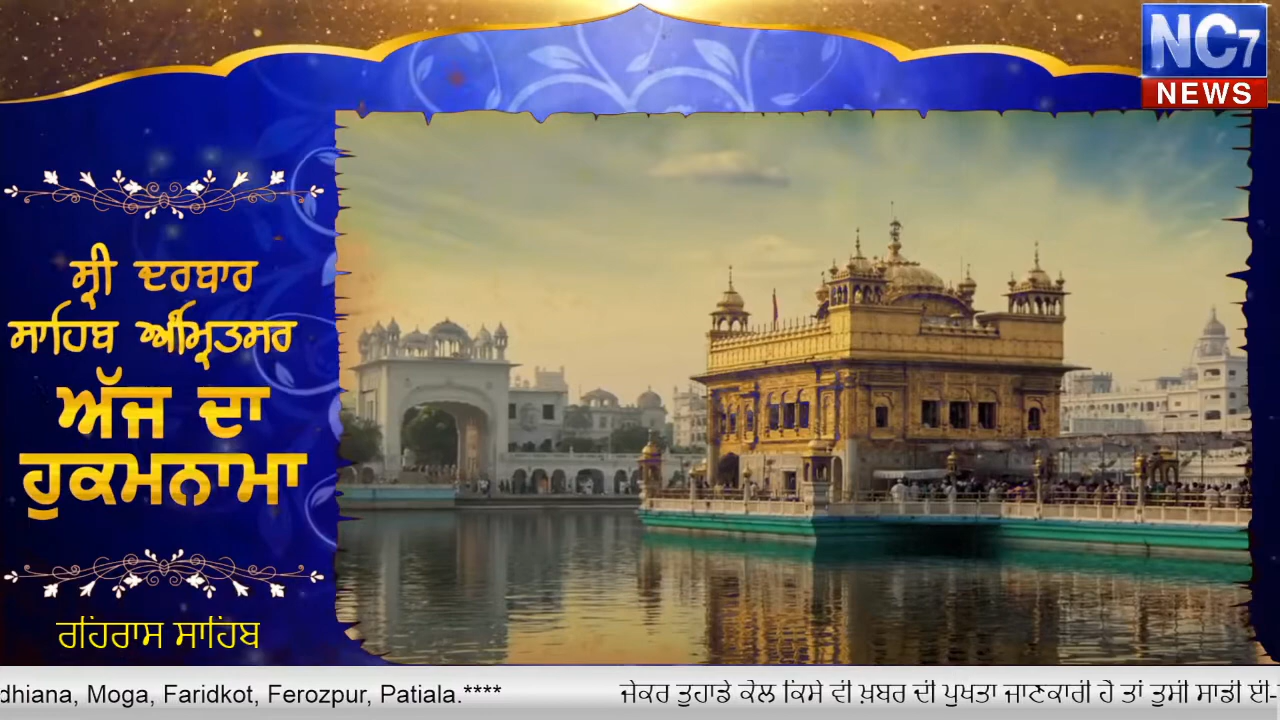 NC7
NEWS
ਸ੍ਰੀ ਦਰਬਾਰ
ਸਾਹਿਬ ਅੰਮ੍ਰਿਤਸਰ
ਅੱਜ ਦਾ
ਹੁਕਮਨਾਮਾ
ਰਹਿਰਾਸ ਸਾਹਿਬ
dhiana, Moga, Faridkot, Ferozpur, Patiala.**** ਜੇਕਰ ਤੁਹਾਡੇ ਕੋਲ ਕਿਸੇ ਵੀ ਖ਼ਬਰ ਦੀ ਪੁਖਤਾ ਜਾਣਕਾਰੀ ਹੈ ਤਾਂ ਤੁਸੀਂ ਸਾਡੀ ਈ-